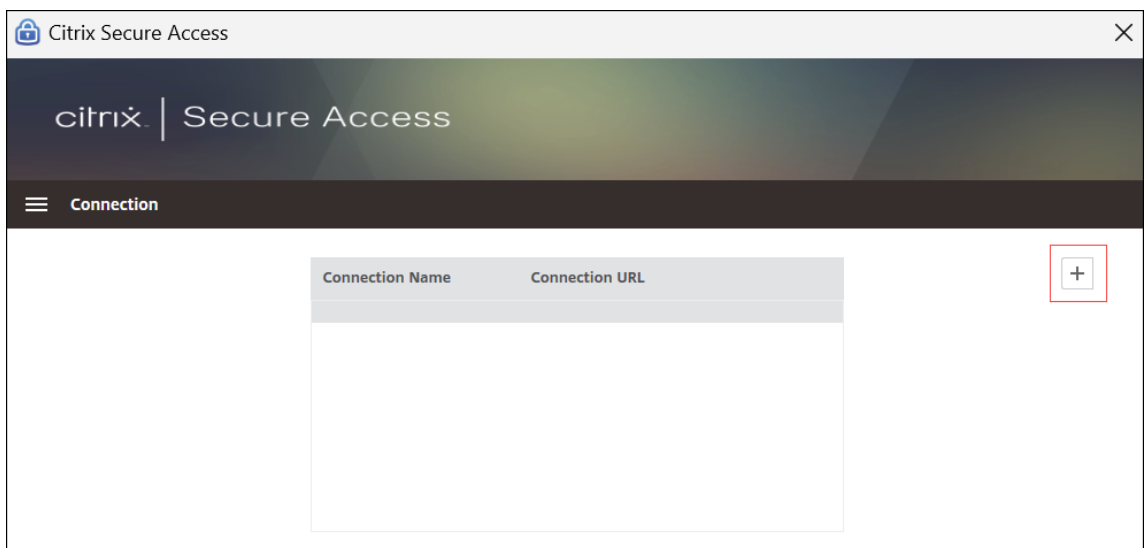 Citrix Secure Access
citrix | Secure Access
Connection
Connection Name Connection URL
+